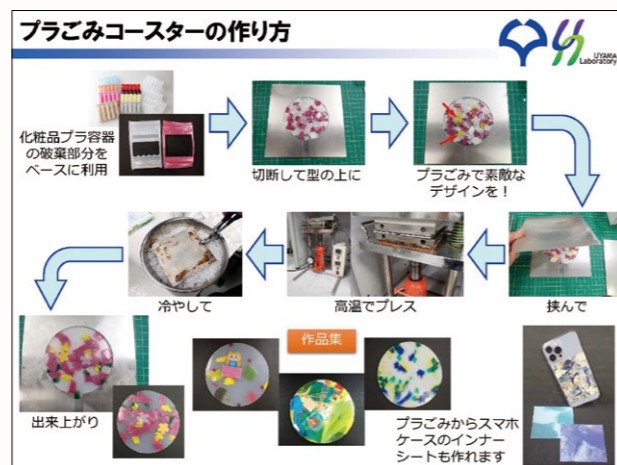 プラごみコースターの作り方
UYAMA
Laboratory
化粧品プラ容器
の破棄部分を
ベースに利用
切断して型の上に
プラごみで素敵な
デザインを！
挟んで
高温でプレス
冷やして
出来上がり
作品集
プラごみからスマホ
ケースのインナー
シートも作れます